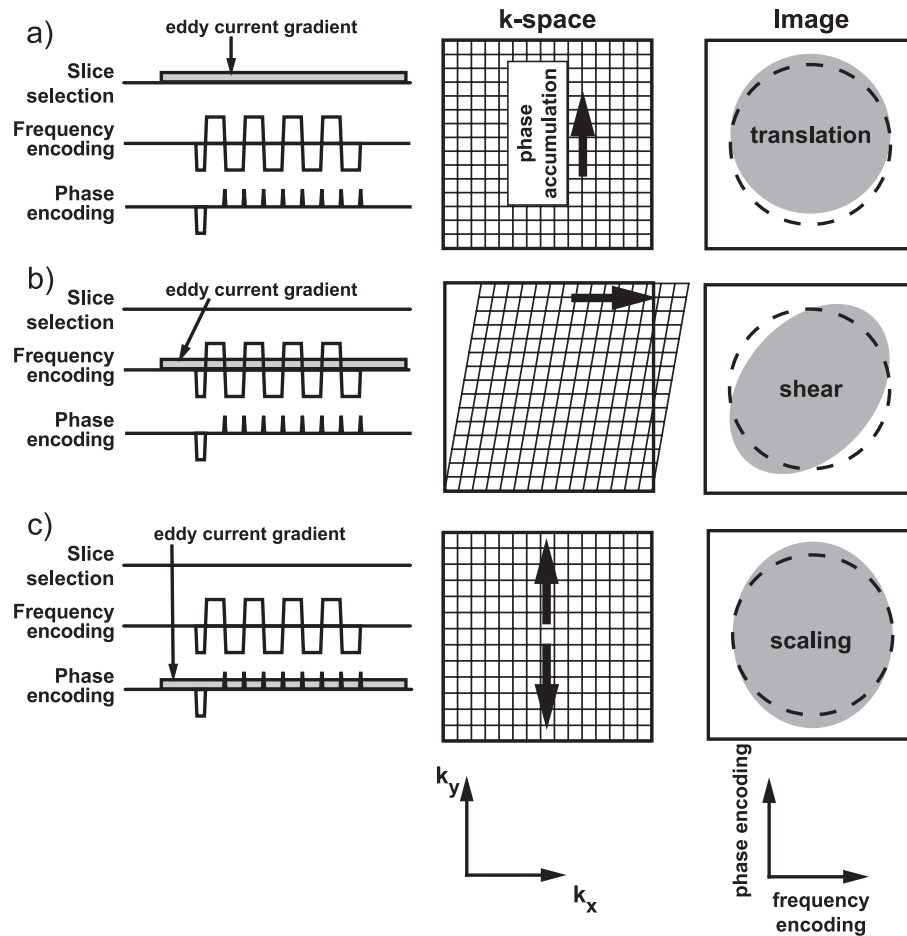 k-space
Image
a)
eddy current gradient
Slice
selection
Frequency
encoding
Phase
encoding
phase
accumulation
translation
b)
eddy current gradient
Slice
selection
Frequency
encoding
Phase
encoding
shear
c)
eddy current gradient
Slice
selection
Frequency
encoding
Phase
encoding
scaling
ky
kx
phase encoding
frequency
encoding